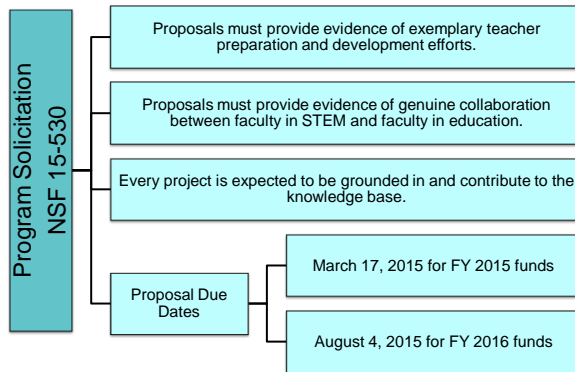 Program Solicitation
NSF 15-530
Proposals must provide evidence of exemplary teacher
preparation and development efforts.
Proposals must provide evidence of genuine collaboration
between faculty in STEM and faculty in education.
Every project is expected to be grounded in and contribute to the
knowledge base.
Proposal Due
Dates
March 17, 2015 for FY 2015 funds
August 4, 2015 for FY 2016 funds